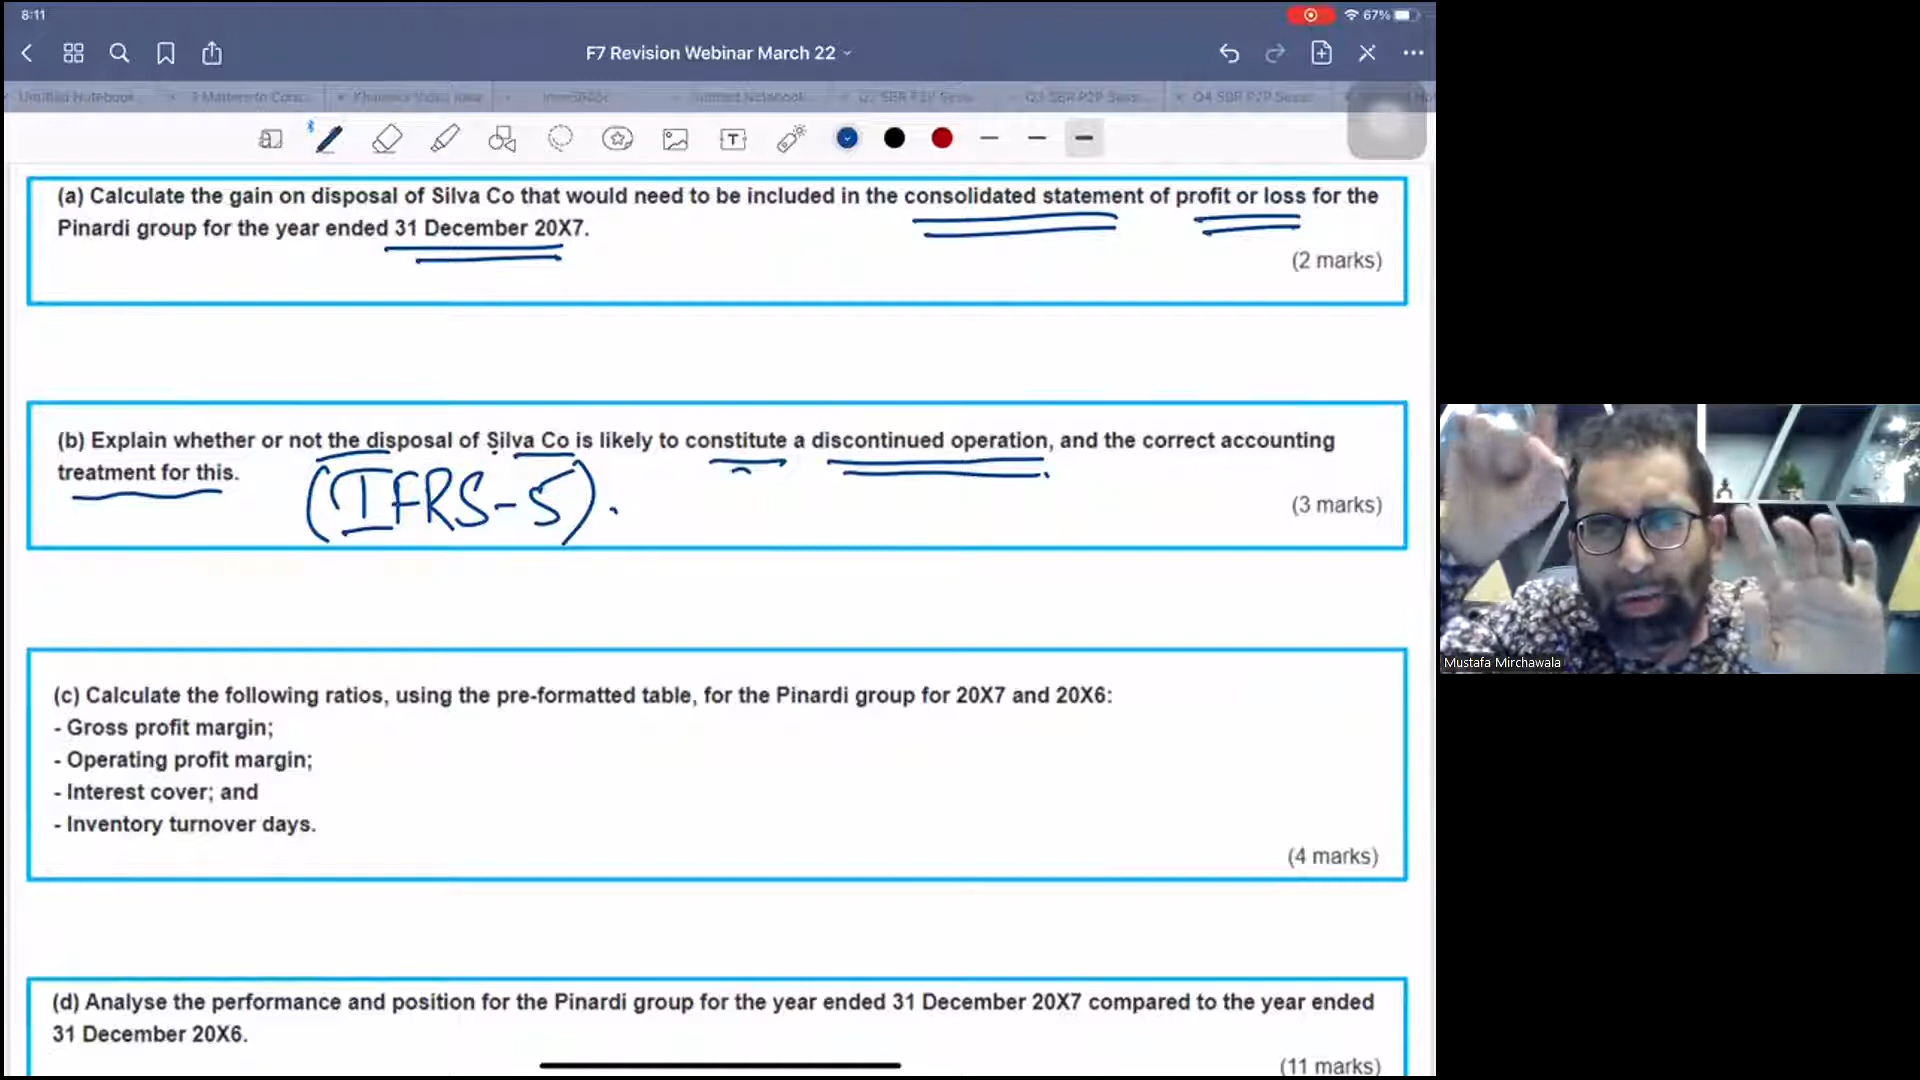 8:11
67%
F7 Revision Webinar March 22
(a) Calculate the gain on disposal of Silva Co that would need to be included in the consolidated statement of profit or loss for the
Pinardi group for the year ended 31 December 20X7.
(2 marks)
(b) Explain whether or not the disposal of Silva Co is likely to constitute a discontinued operation, and the correct accounting
treatment for this.
(IFRS-5).
(3 marks)
(c) Calculate the following ratios, using the pre-formatted table, for the Pinardi group for 20X7 and 20X6:
- Gross profit margin;
- Operating profit margin;
- Interest cover; and
- Inventory turnover days.
(4 marks)
(d) Analyse the performance and position for the Pinardi group for the year ended 31 December 20X7 compared to the year ended
31 December 20X6.
(11 marks)
Mustafa Mirchawala